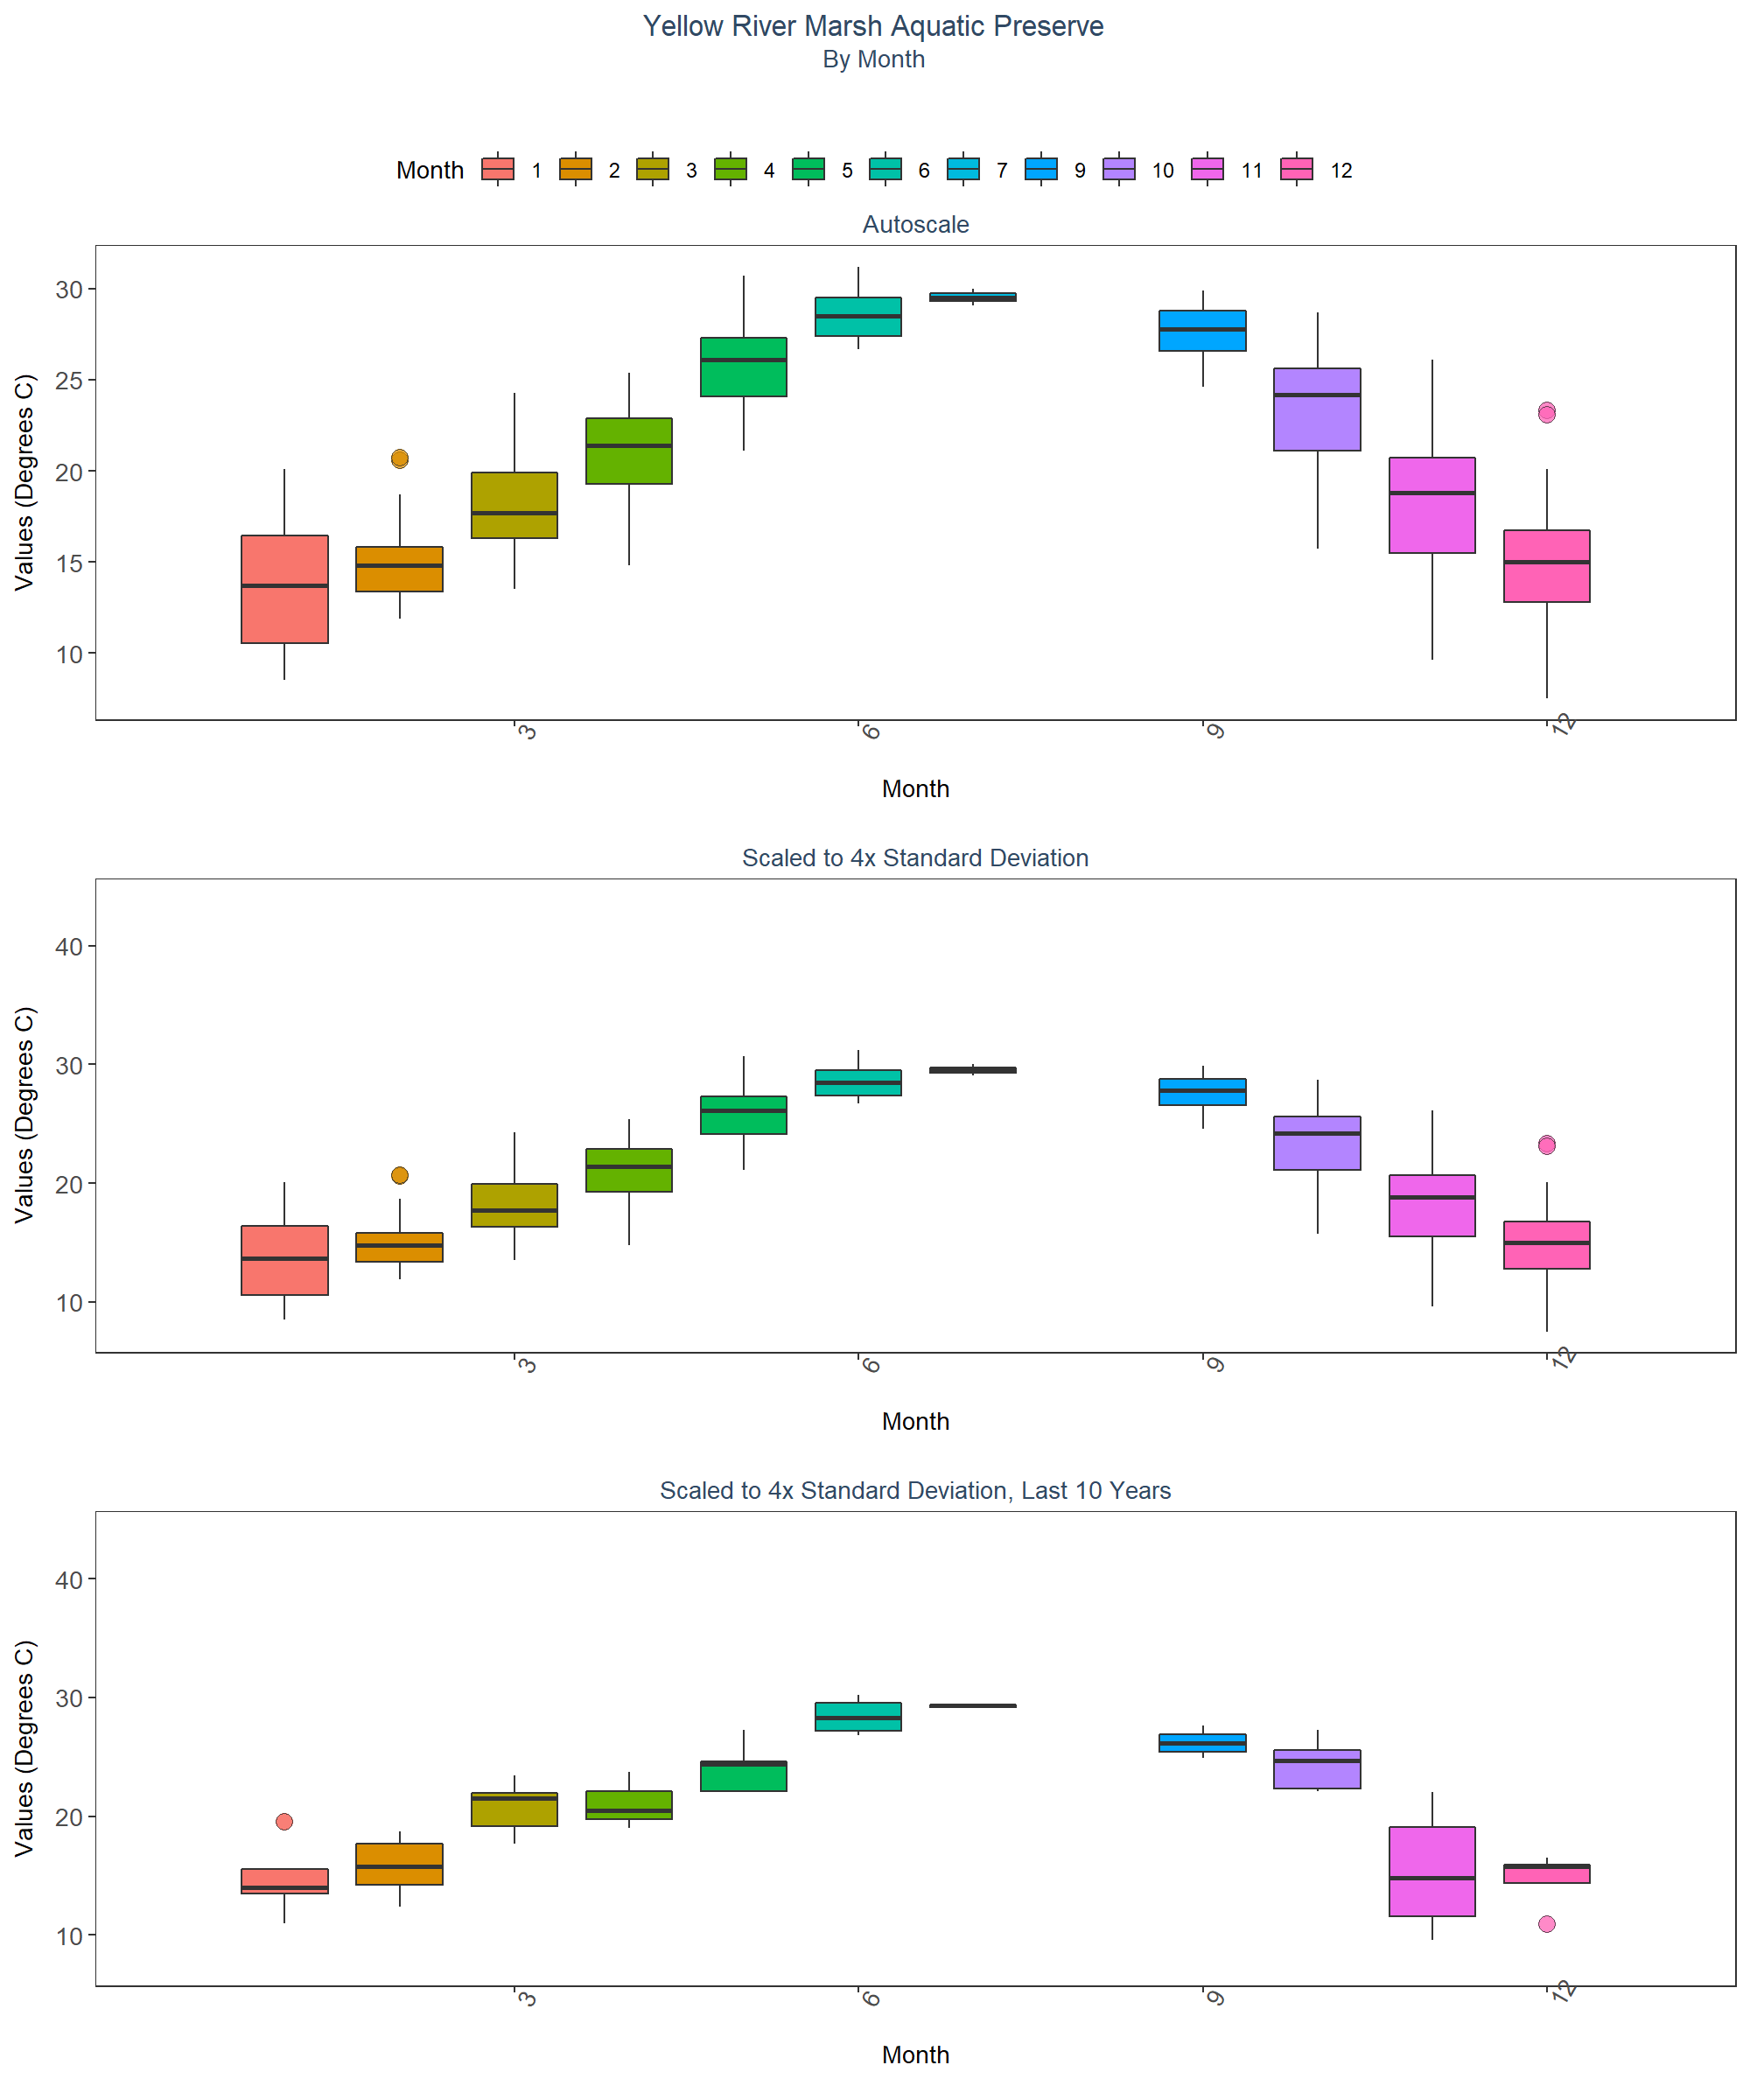 Yellow River Marsh Aquatic Preserve
By Month
Month 1 2 3 4 5 6 7 9 10 11 12
Autoscale
Values (Degrees C)
30
25
20
15
10
3 6 9 12
Month
Scaled to 4x Standard Deviation
Values (Degrees C)
40
30
20
10
3 6 9 12
Month
Scaled to 4x Standard Deviation, Last 10 Years
Values (Degrees C)
40
30
20
10
3 6 9 12
Month